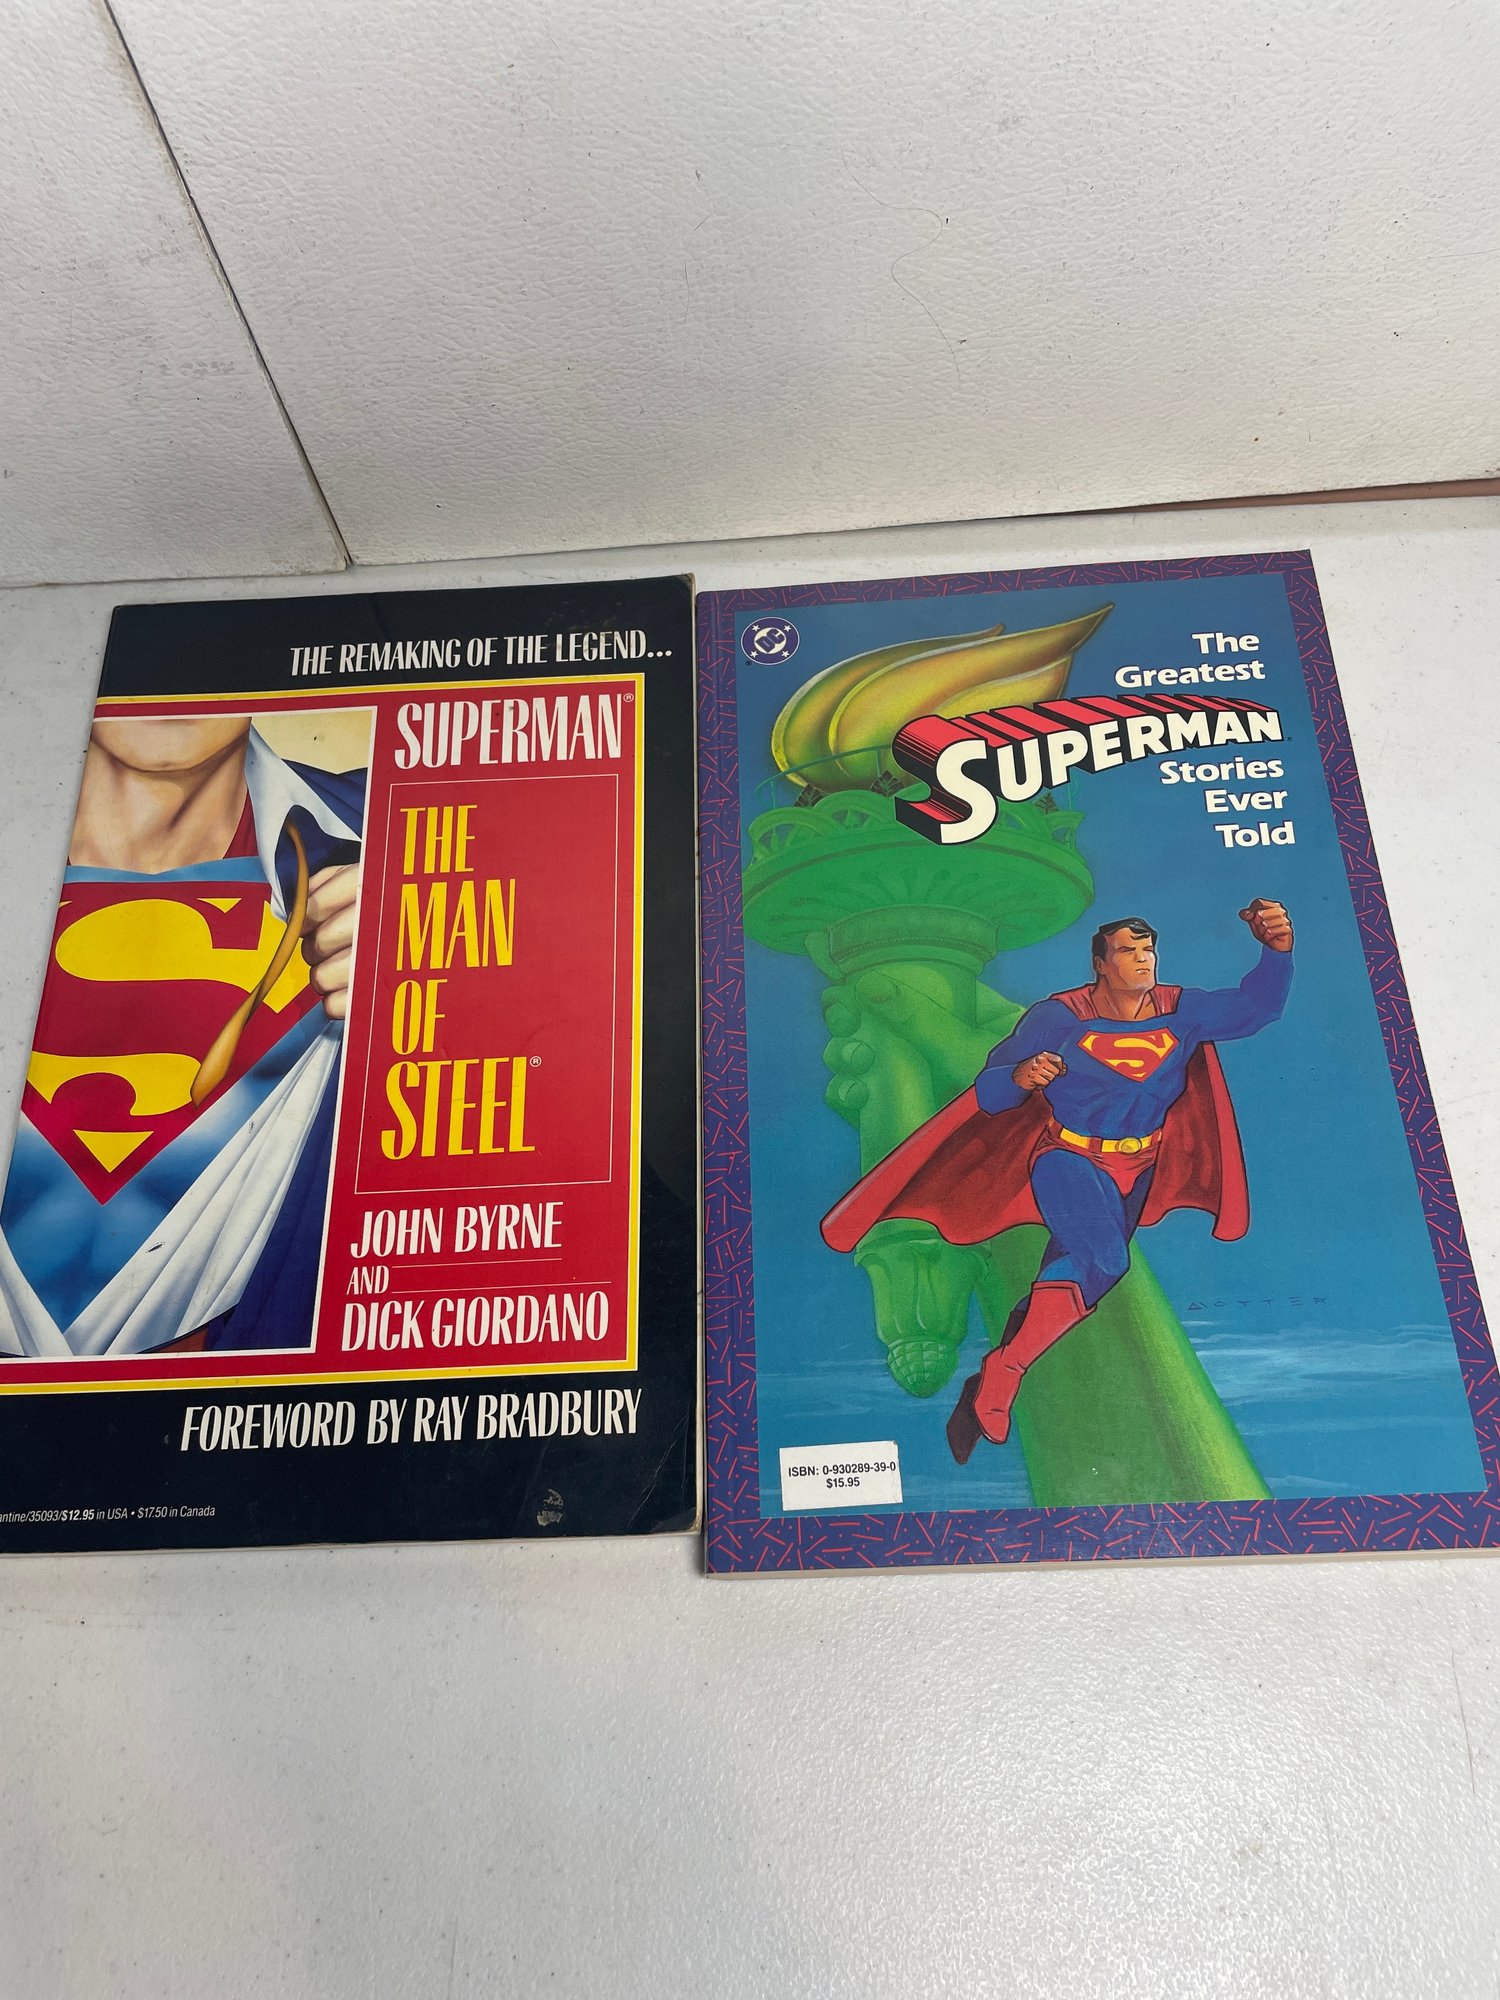 THE REMAKING OF THE LEGEND...
SUPERMAN®
THE
MAN
OF
STEEL®
JOHN BYRNE
AND
DICK GIORDANO
FOREWORD BY RAY BRADBURY
/35093/$12.95 in USA • $17.50 in Canada
DC
®
The
Greatest
SUPERMAN
Stories
Ever
Told
S
MOTTER
ISBN: 0-930289-39-0
$15.95